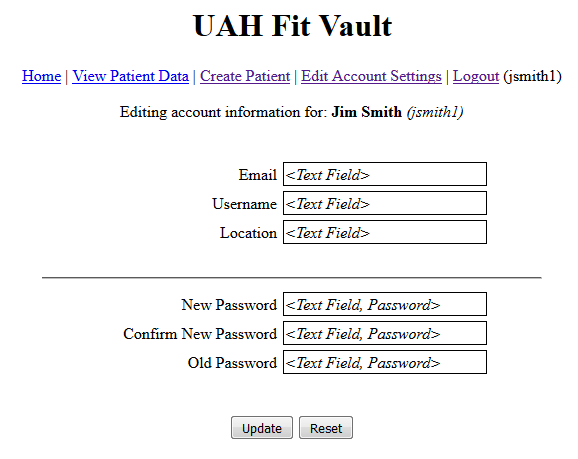 UAH Fit Vault
Home | View Patient Data | Create Patient | Edit Account Settings | Logout (jsmith1)
Editing account information for: Jim Smith (jsmith1)
Email <Text Field>
Username <Text Field>
Location <Text Field>
New Password <Text Field, Password>
Confirm New Password <Text Field, Password>
Old Password <Text Field, Password>
Update Reset